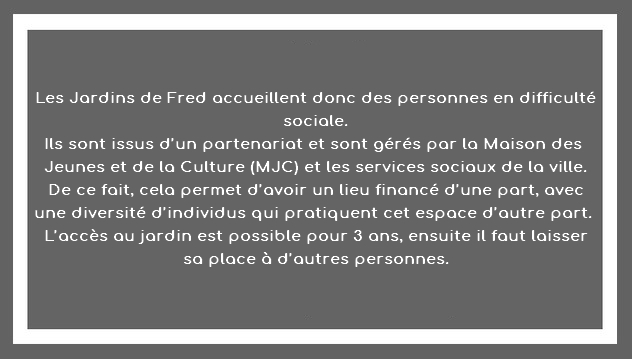 Les Jardins de Fred accueillent donc des personnes en difficulté
sociale.
Ils sont issus d'un partenariat et sont gérés par la Maison des
Jeunes et de la Culture (MJC) et les services sociaux de la ville.
De ce fait, cela permet d'avoir un lieu financé d'une part, avec
une diversité d'individus qui pratiquent cet espace d'autre part.
L'accès au jardin est possible pour 3 ans, ensuite il faut laisser
sa place à d'autres personnes.